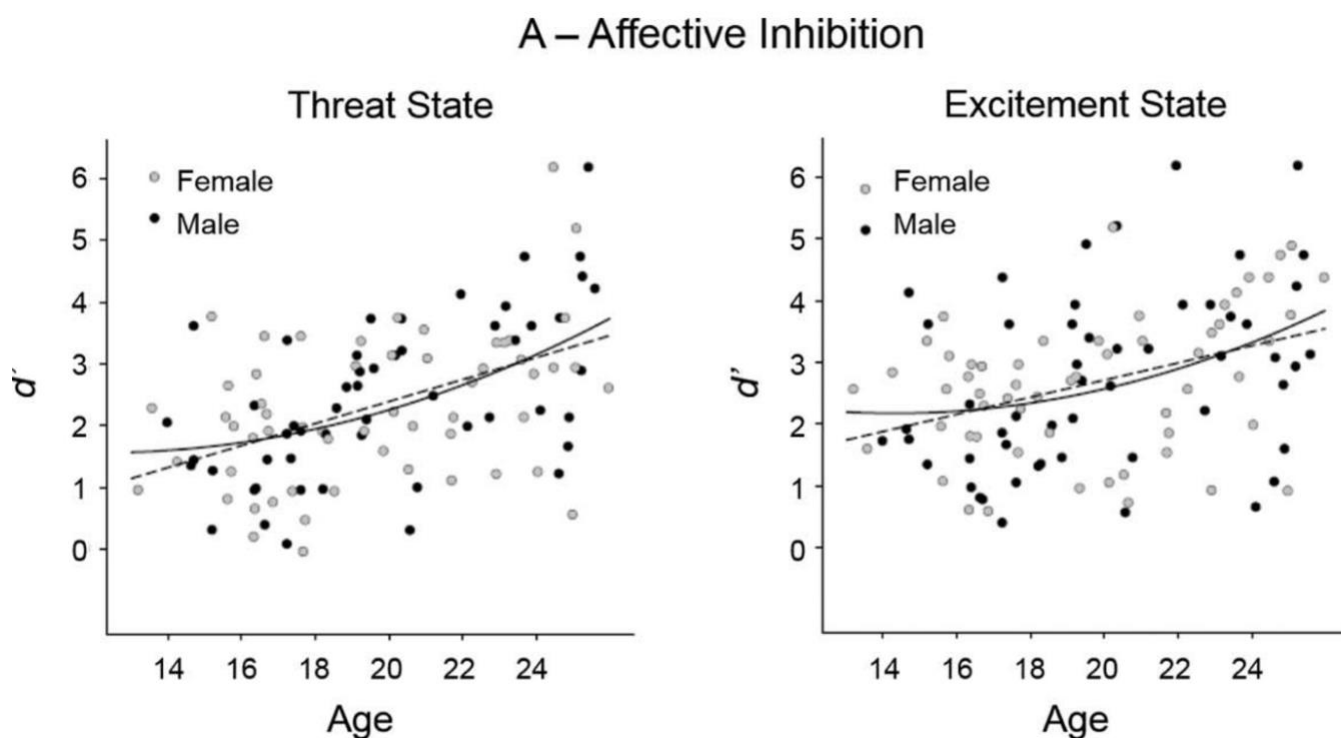 A – Affective Inhibition
Threat State
Female
Male
6
5
4
3
2
1
0
d´
14 16 18 20 22 24
Age
Excitement State
Female
Male
6
5
4
3
2
1
0
d’
14 16 18 20 22 24
Age